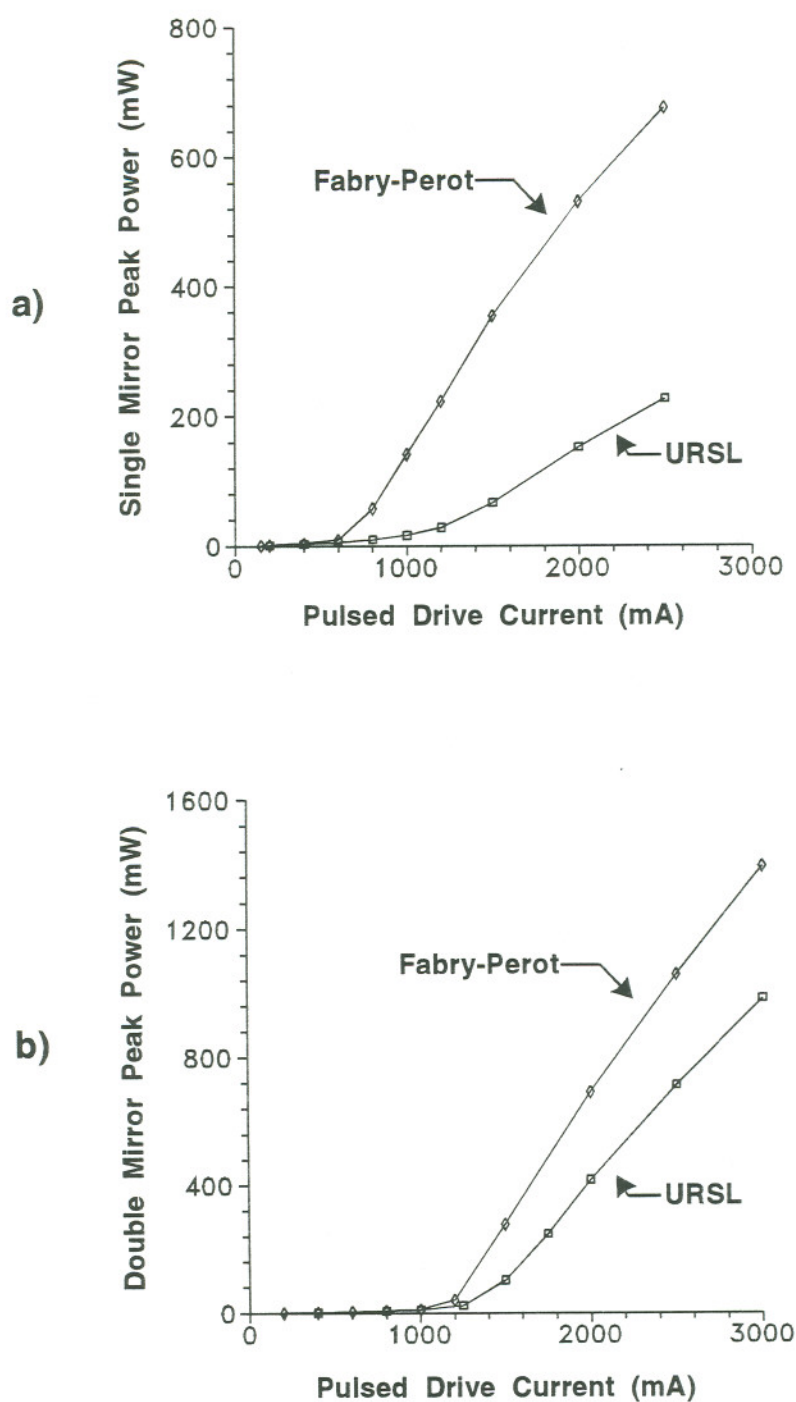 a)
Single Mirror Peak Power (mW)
800
600
400
200
0
Fabry-Perot
URSL
0 1000 2000 3000
Pulsed Drive Current (mA)
b)
Double Mirror Peak Power (mW)
1600
1200
800
400
0
Fabry-Perot
URSL
0 1000 2000 3000
Pulsed Drive Current (mA)